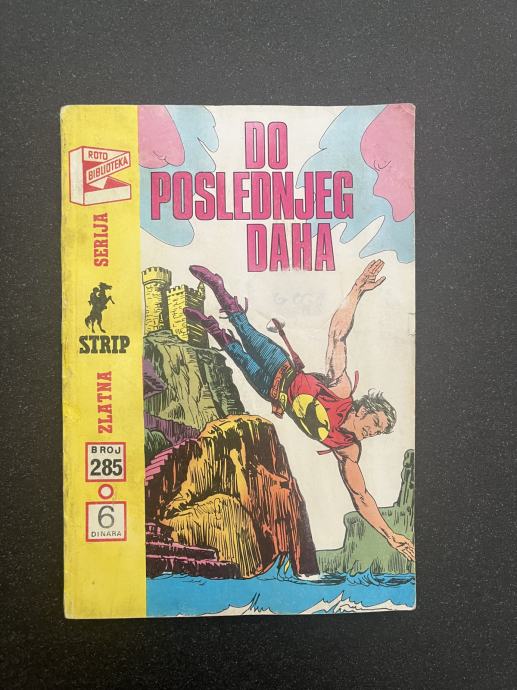 ROTO
BIBLIOTEKA
ZLATNA SERIJA
STRIP
BROJ
285
6
DINARA
DO
POSLEDNJEG
DAHA